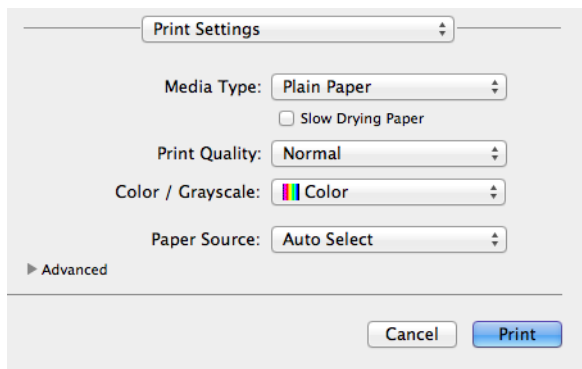 Print Settings
Media Type: Plain Paper
Slow Drying Paper
Print Quality: Normal
Color / Grayscale: Color
Paper Source: Auto Select
Advanced
Cancel Print